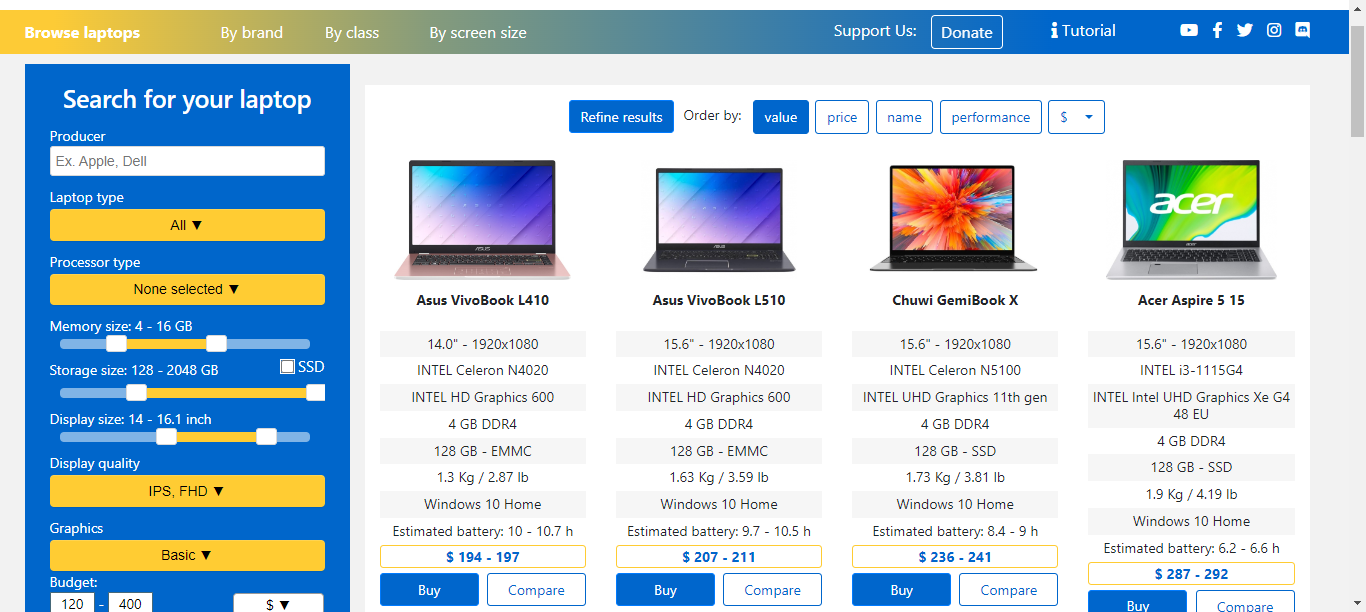 Browse laptops By brand By class By screen size Support Us: Donate Tutorial
Search for your laptop
Producer
Ex. Apple, Dell
Laptop type
All ▼
Processor type
None selected ▼
Memory size: 4 - 16 GB
Storage size: 128 - 2048 GB SSD
Display size: 14 - 16.1 inch
Display quality
IPS, FHD ▼
Graphics
Basic ▼
Budget:
120 - 400 $ ▼
Refine results Order by: value price name performance $
ASUS
Asus VivoBook L410
14.0" - 1920x1080
INTEL Celeron N4020
INTEL HD Graphics 600
4 GB DDR4
128 GB - EMMC
1.3 Kg / 2.87 lb
Windows 10 Home
Estimated battery: 10 - 10.7 h
$ 194 - 197
Buy Compare
ASUS
Asus VivoBook L510
15.6" - 1920x1080
INTEL Celeron N4020
INTEL HD Graphics 600
4 GB DDR4
128 GB - EMMC
1.63 Kg / 3.59 lb
Windows 10 Home
Estimated battery: 9.7 - 10.5 h
$ 207 - 211
Buy Compare
Chuwi GemiBook X
15.6" - 1920x1080
INTEL Celeron N5100
INTEL UHD Graphics 11th gen
4 GB DDR4
128 GB - SSD
1.73 Kg / 3.81 lb
Windows 10 Home
Estimated battery: 8.4 - 9 h
$ 236 - 241
Buy Compare
acer
acer
Acer Aspire 5 15
15.6" - 1920x1080
INTEL i3-1115G4
INTEL Intel UHD Graphics Xe G4
48 EU
4 GB DDR4
128 GB - SSD
1.9 Kg / 4.19 lb
Windows 10 Home
Estimated battery: 6.2 - 6.6 h
$ 287 - 292
Buy Compare